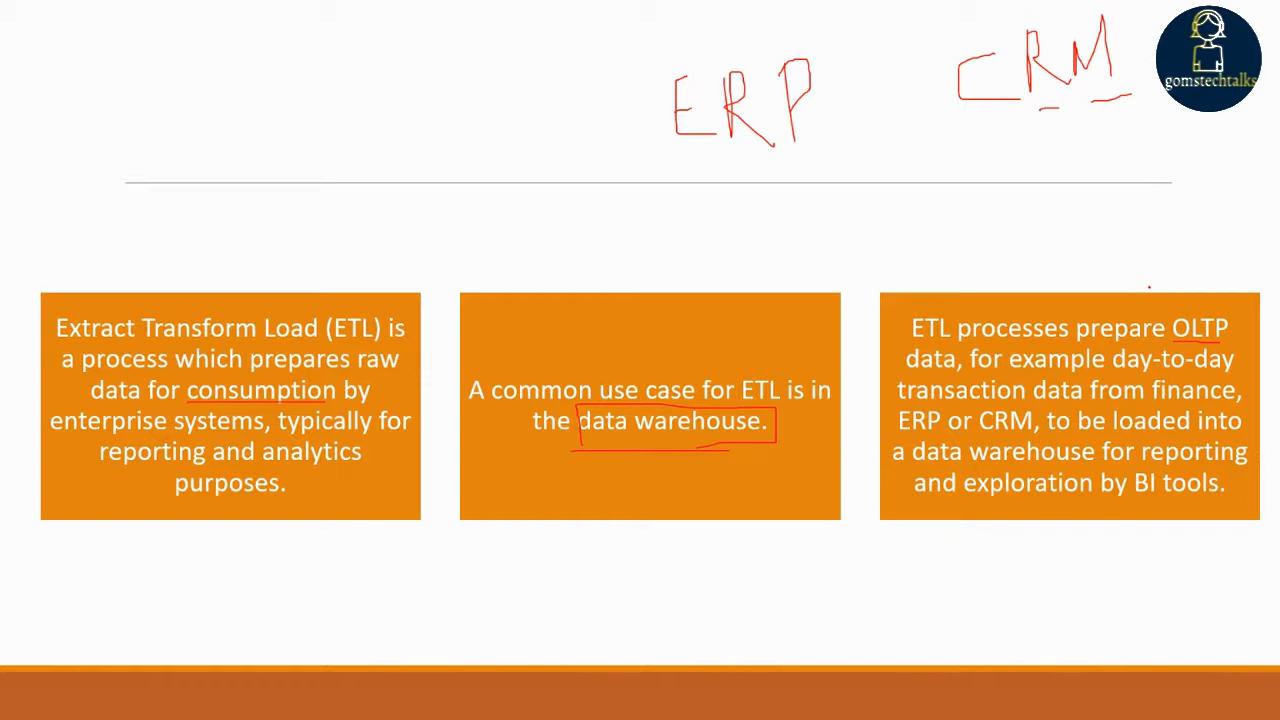 ERP
CRM
gomstechtalks
Extract Transform Load (ETL) is
a process which prepares raw
data for consumption by
enterprise systems, typically for
reporting and analytics
purposes.
A common use case for ETL is in
the data warehouse.
ETL processes prepare OLTP
data, for example day-to-day
transaction data from finance,
ERP or CRM, to be loaded into
a data warehouse for reporting
and exploration by BI tools.